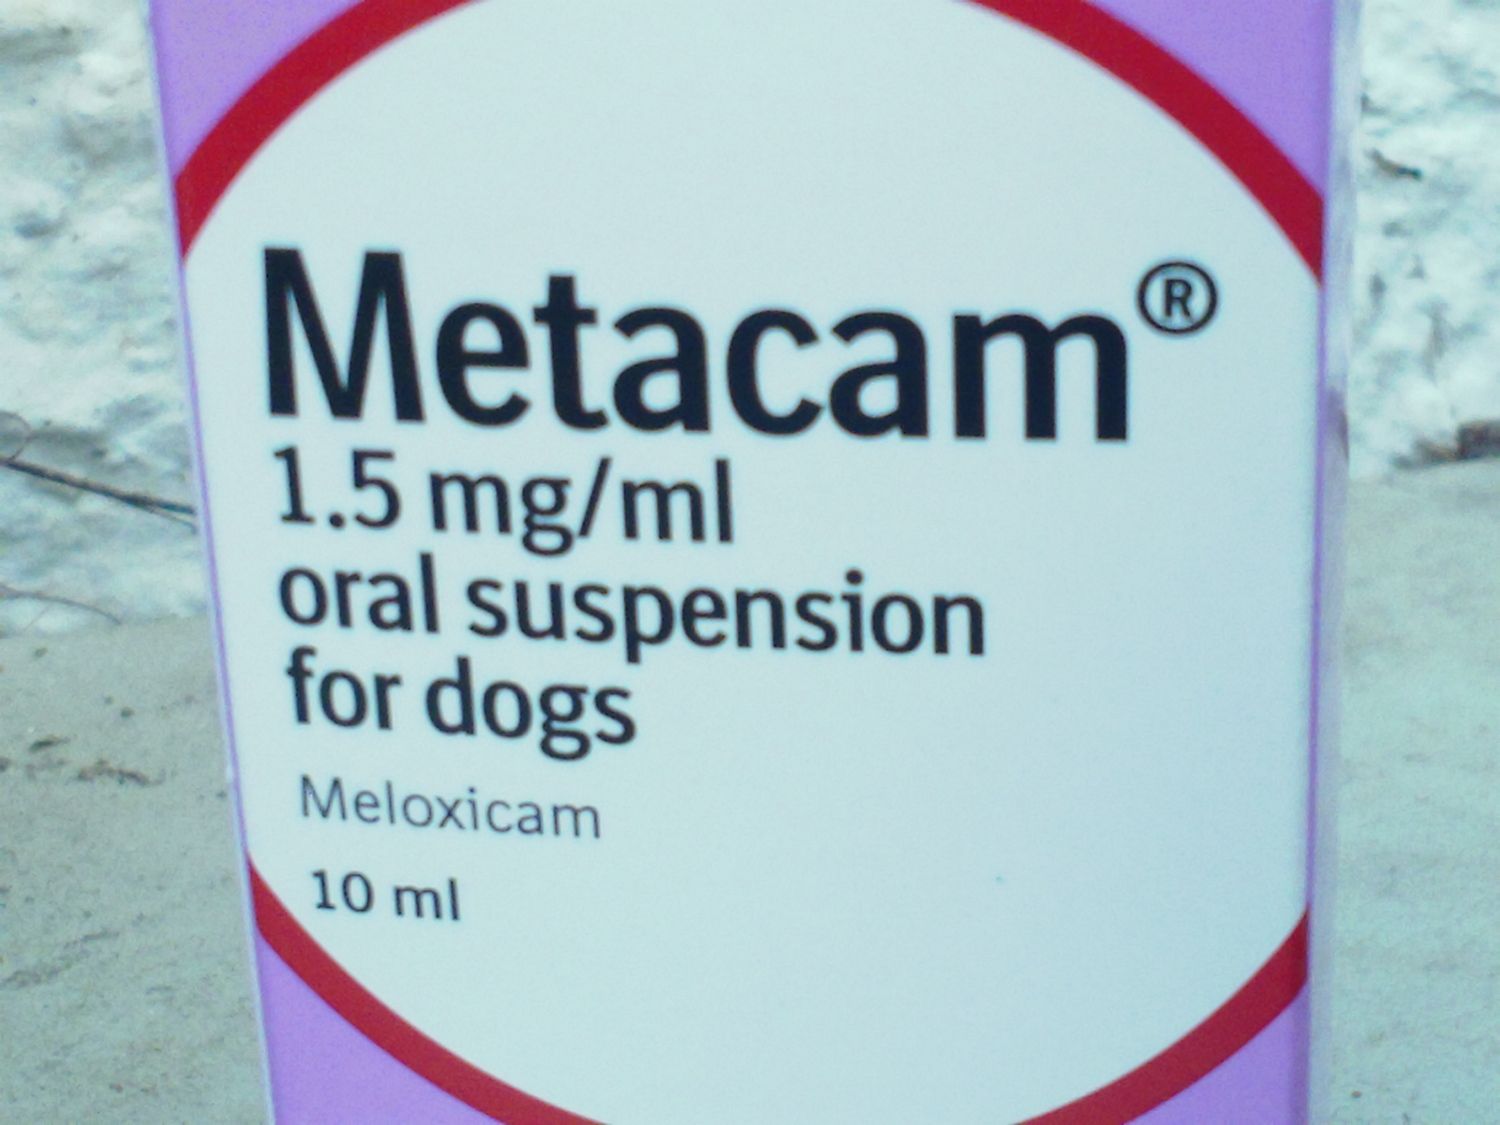 Metacam®
1.5 mg/ml
oral suspension
for dogs
Meloxicam
10 ml